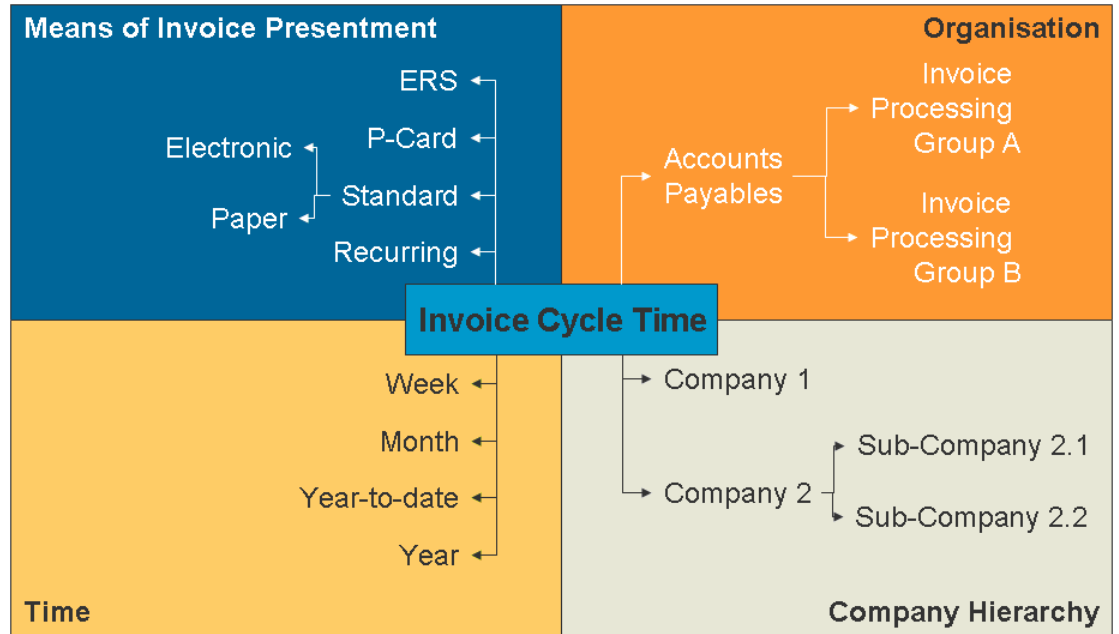 Means of Invoice Presentment
ERS
P-Card
Electronic
Standard
Paper
Recurring
Organisation
Invoice
Processing
Group A
Accounts
Payables
Invoice
Processing
Group B
Invoice Cycle Time
Week
Month
Year-to-date
Year
Time
Company 1
Sub-Company 2.1
Company 2
Sub-Company 2.2
Company Hierarchy